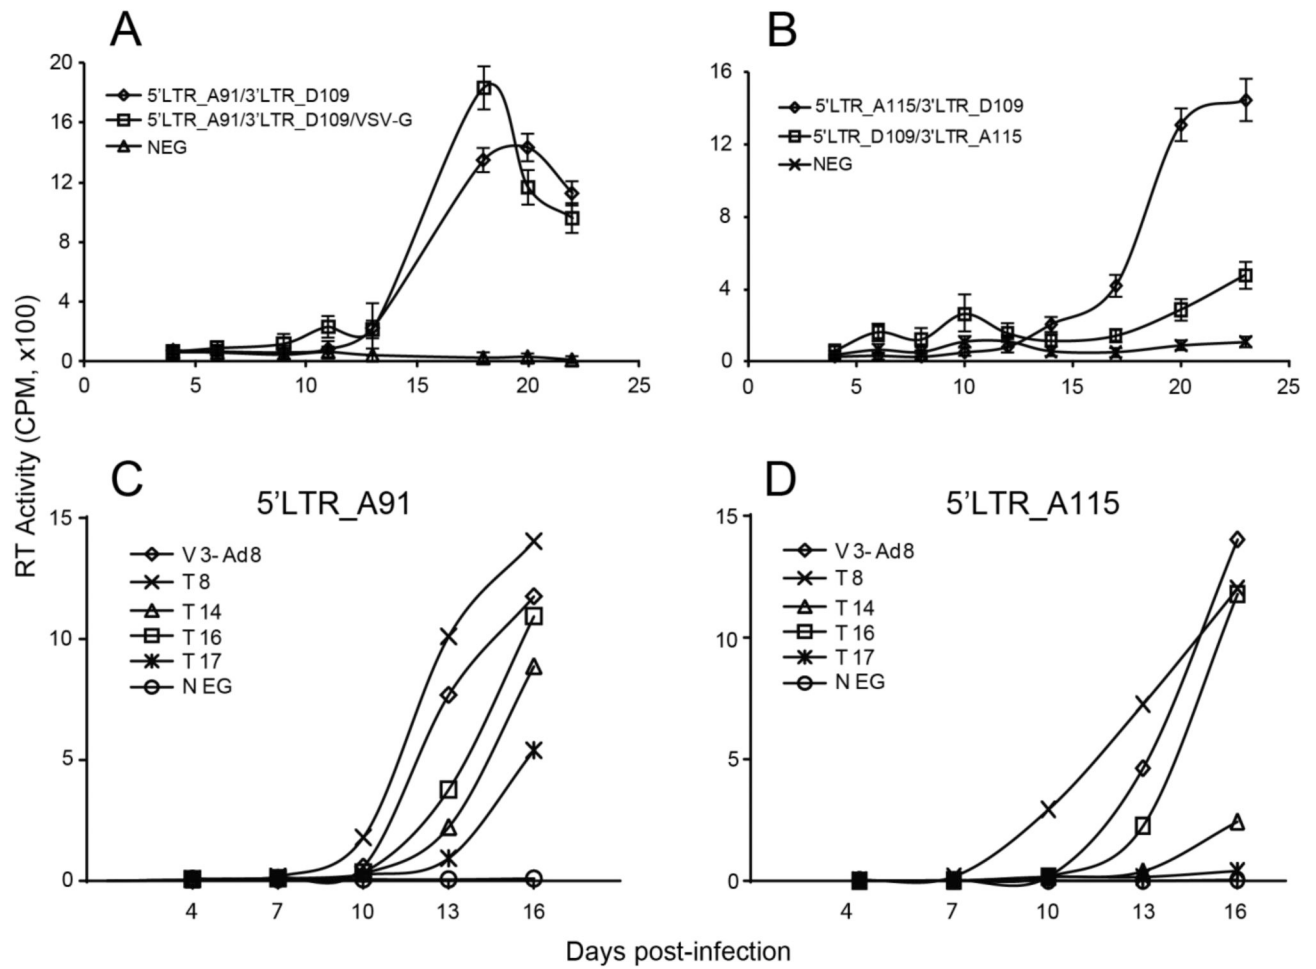 A
20
16
12
8
4
0
0 5 10 15 20 25
5'LTR_A91/3'LTR_D109
5'LTR_A91/3'LTR_D109/VSV-G
NEG
B
16
12
8
4
0
0 5 10 15 20 25
5'LTR_A115/3'LTR_D109
5'LTR_D109/3'LTR_A115
NEG
RT Activity (CPM, x100)
C
5'LTR_A91
15
10
5
0
4 7 10 13 16
V3-Ad8
T8
T14
T16
T17
NEG
D
5'LTR_A115
15
10
5
0
4 7 10 13 16
V3-Ad8
T8
T14
T16
T17
NEG
Days post-infection